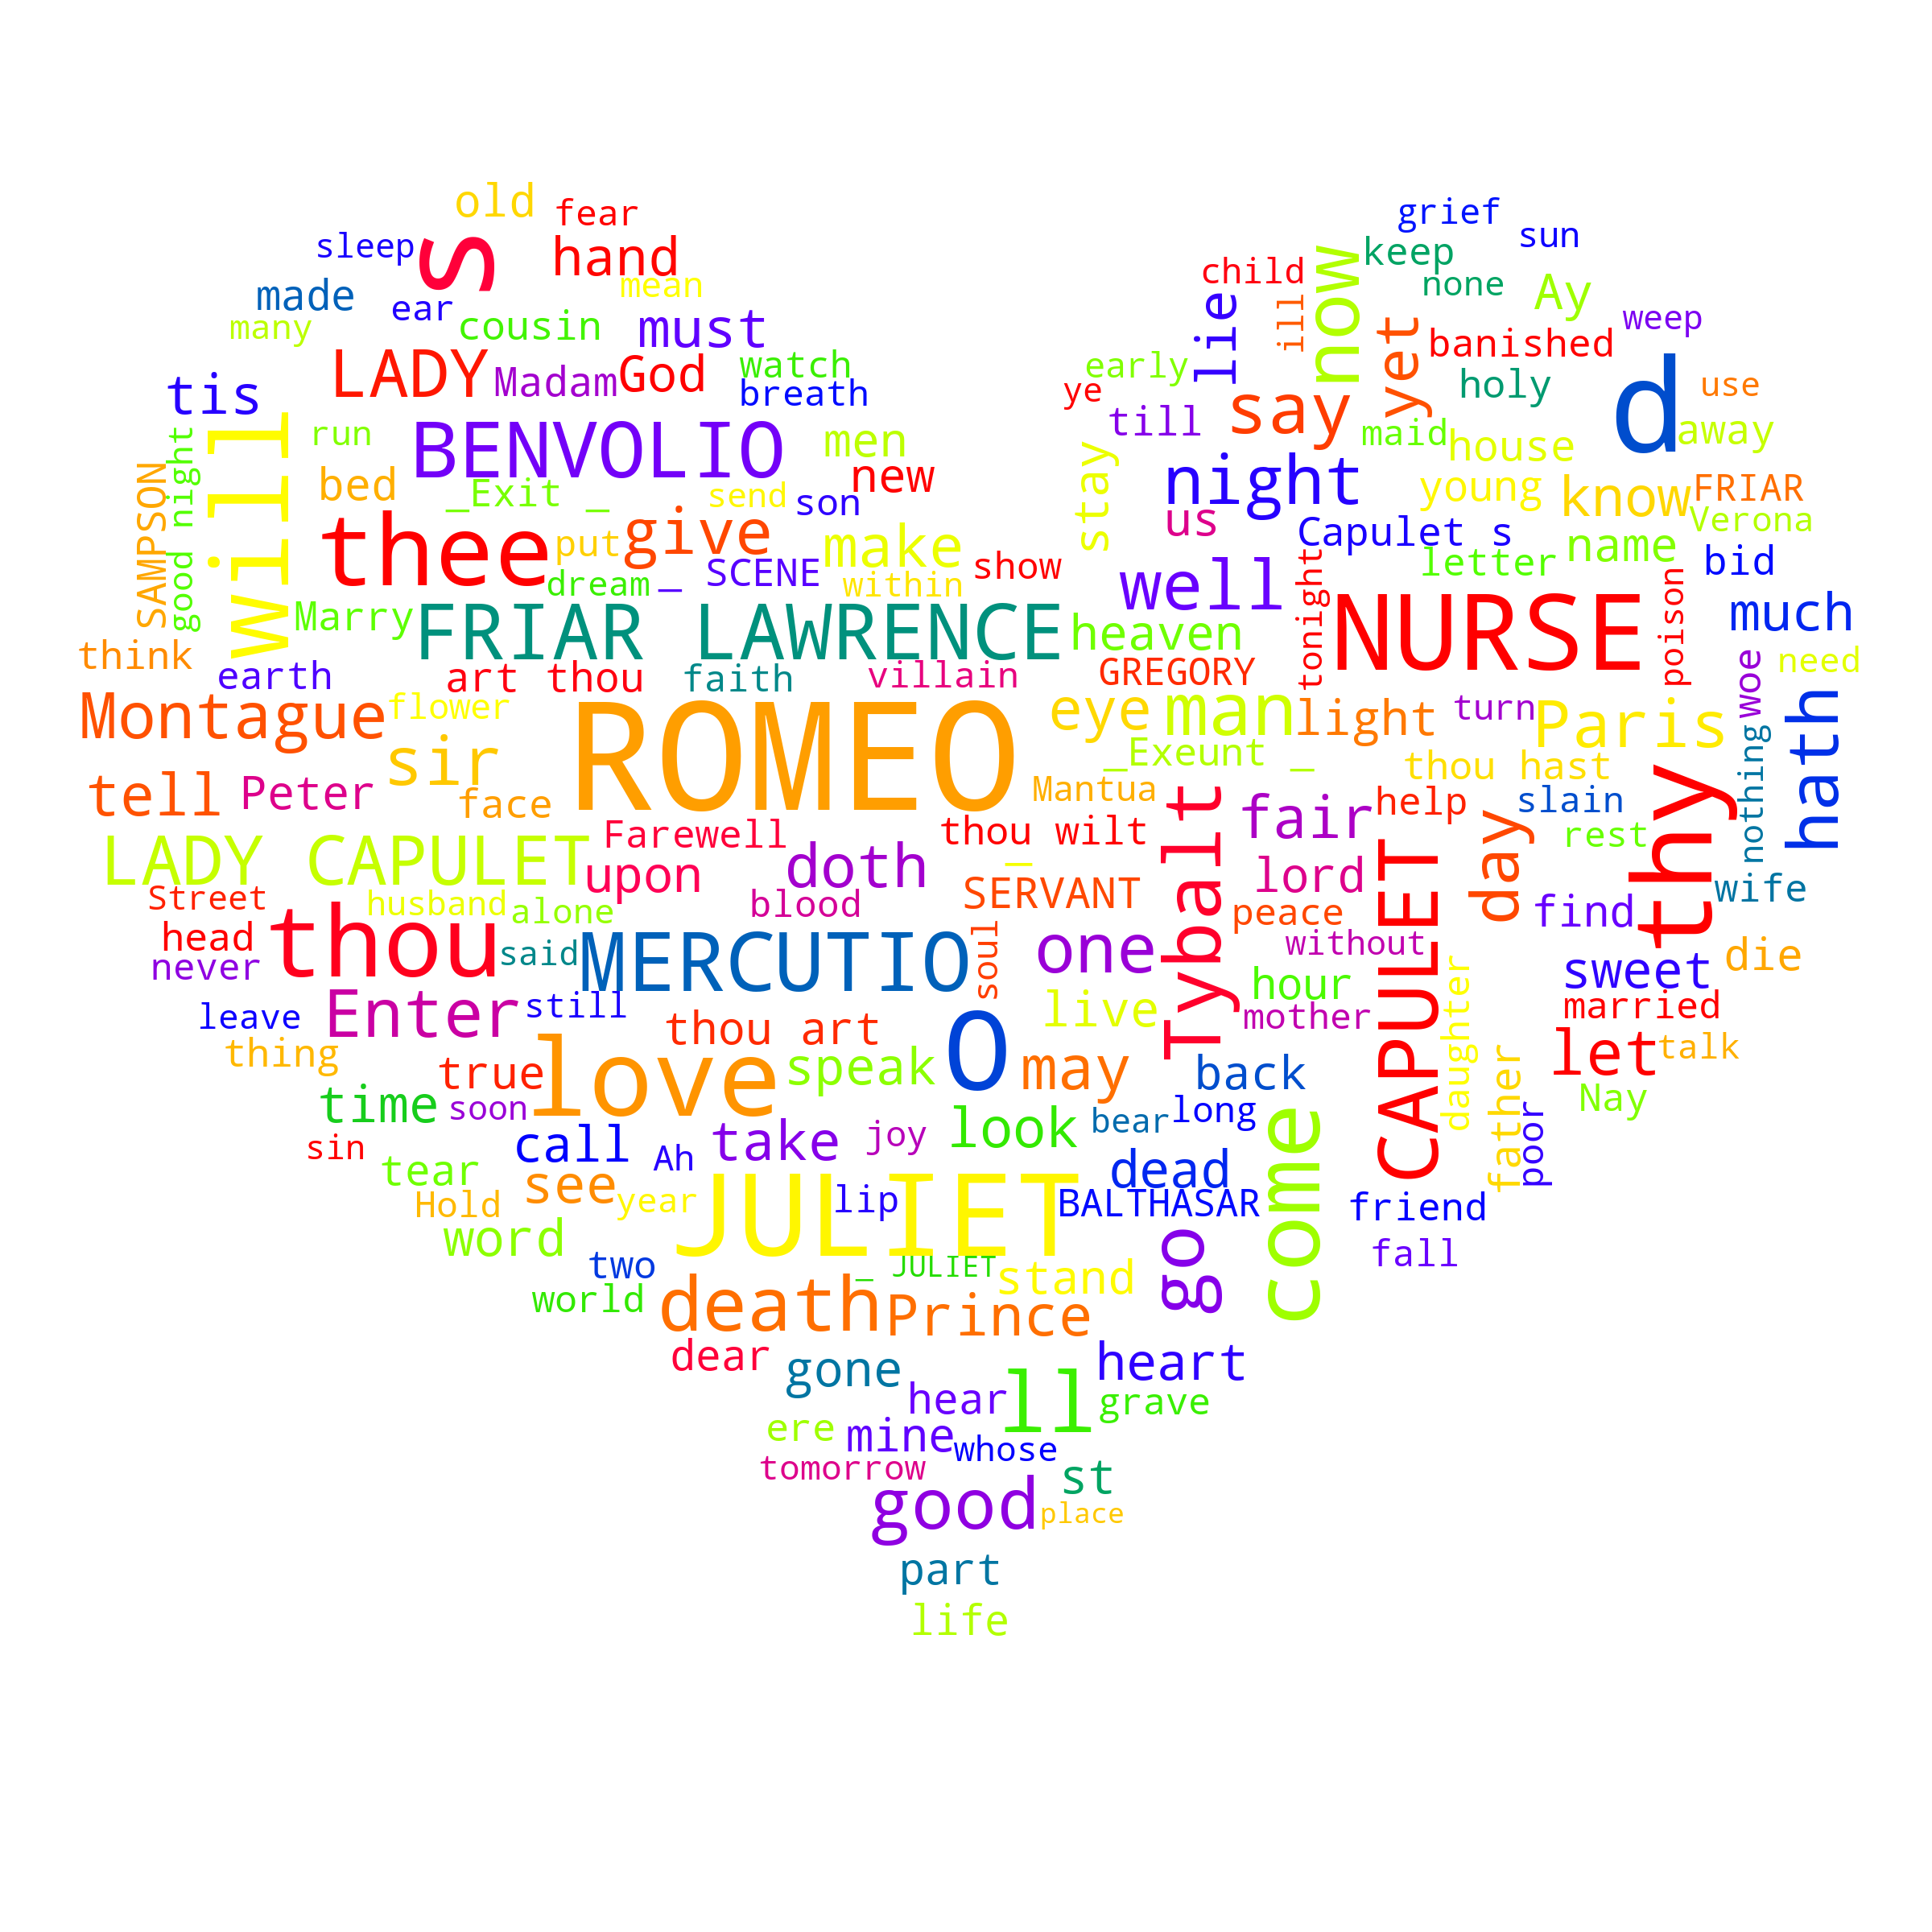 old
fear
grief
sleep
s
hand
now
keep
sun
child
mean
none
Ay
made
ear
lie
ill
many
cousin
must
yet
banished
weep
LADY
Madam
God
watch
early
d
tis
breath
ye
say
holy
use
will
run
BENVOLIO
men
till
maid
house
away
good night
bed
new
stay
night
young
know
FRIAR
SAMPSON
_Exit _
send
son
us
Capulet s
Verona
thee
put
give
make
show
letter
name
bid
dream
_ SCENE
within
well
tonight
NURSE
poison
much
Marry
FRIAR LAWRENCE
heaven
think
earth
art thou
faith
villain
GREGORY
woe
need
Montague
flower
ROMEO
eye
man
light
turn
Paris
hath
sir
_Exeunt _
thou hast
nothing
tell
Peter
face
Mantua
Tybalt
fair
help
slain
thy
LADY CAPULET
Farewell
thou wilt
CAPULET
day
rest
upon
doth
_
lord
Street
husband
alone
blood
SERVANT
peace
find
wife
head
thou
said
MERCUTIO
soul
one
without
die
never
sweet
leave
Enter
still
live
hour
mother
daughter
married
thing
thou art
O
let
talk
true
love
speak
may
back
father
Nay
time
soon
look
bear
long
come
poor
sin
call
Ah
take
joy
tear
see
dead
Hold
year
JULIET
lip
BALTHASAR
friend
word
go
fall
two
_ JULIET
stand
world
death
Prince
dear
gone
heart
hear
ll
grave
ere
mine
whose
tomorrow
st
good
place
part
life